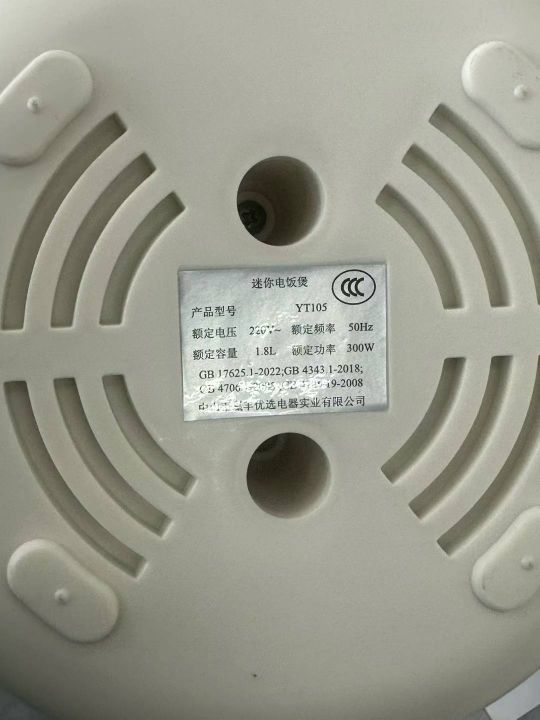 迷你电饭煲
CCC
产品型号 YT105
额定电压 220V~ 额定频率 50Hz
额定容量 1.8L 额定功率 300W
GB 17625.1-2022;GB 4343.1-2018;
GB 4706
优选电器实业有限公司